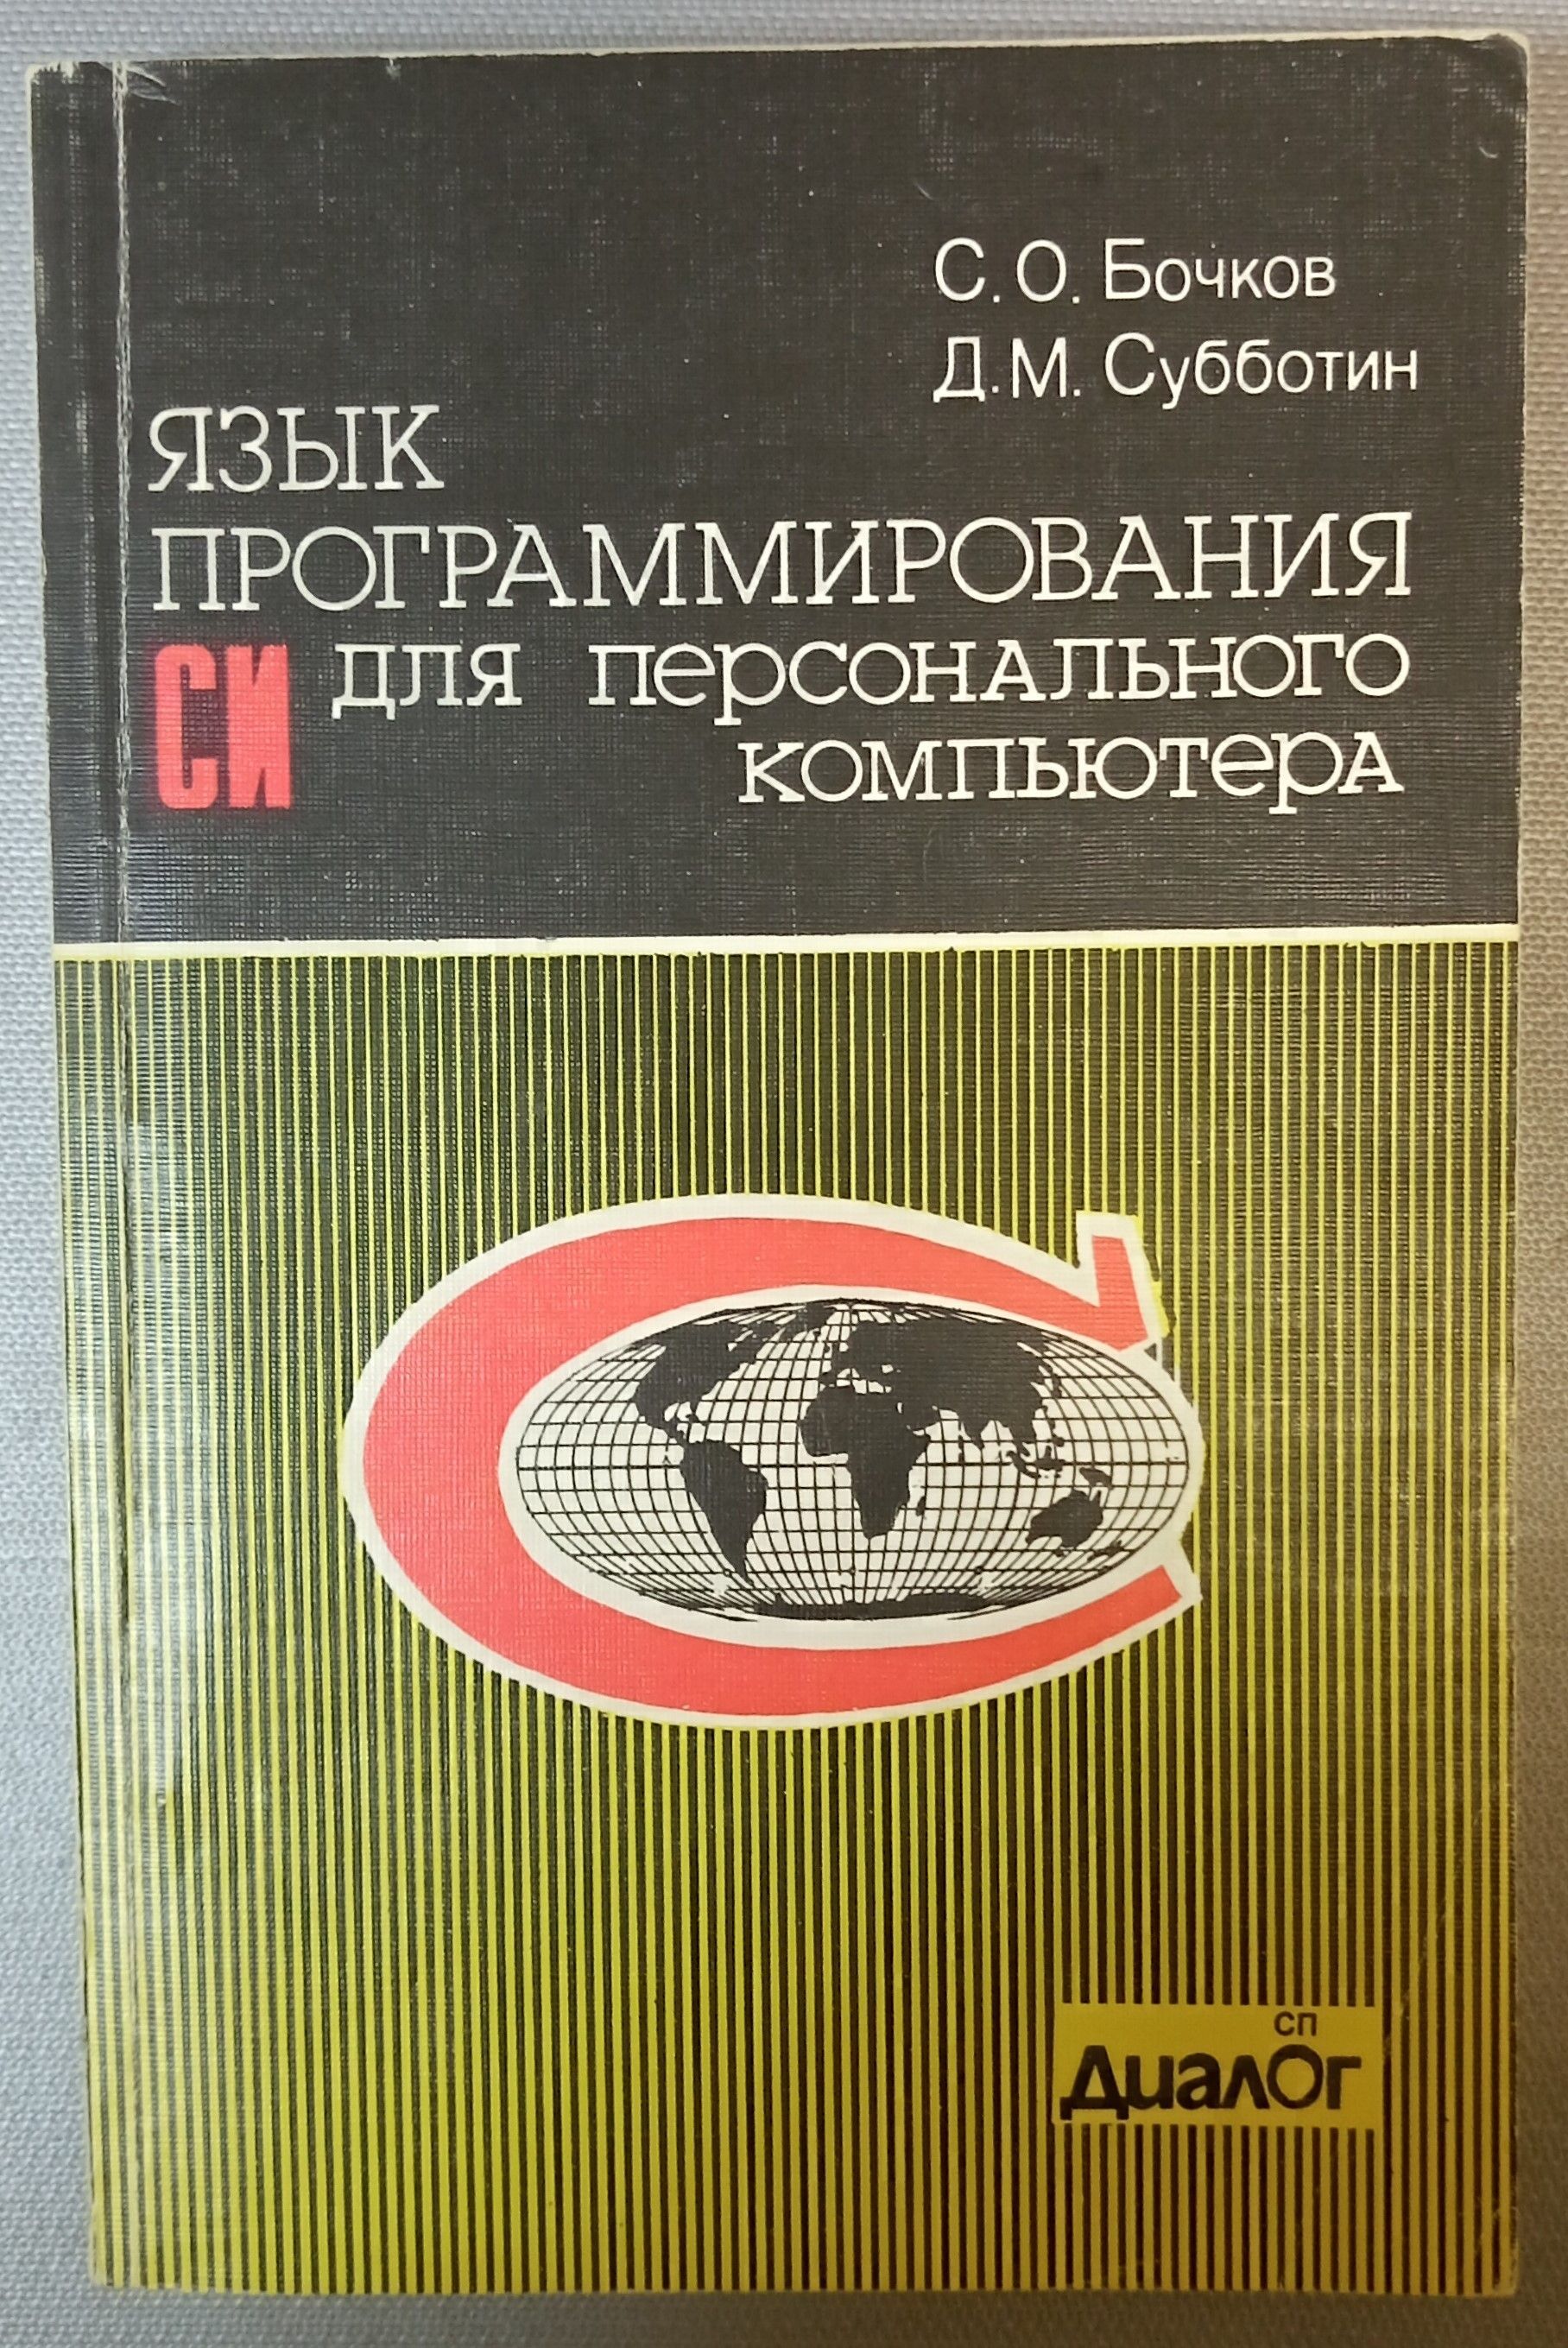 С. О. Бочков
Д. М. Субботин
ЯЗЫК
ПРОГРАММИРОВАНИЯ
СИ для персонального
компьютера
СП
Диалог